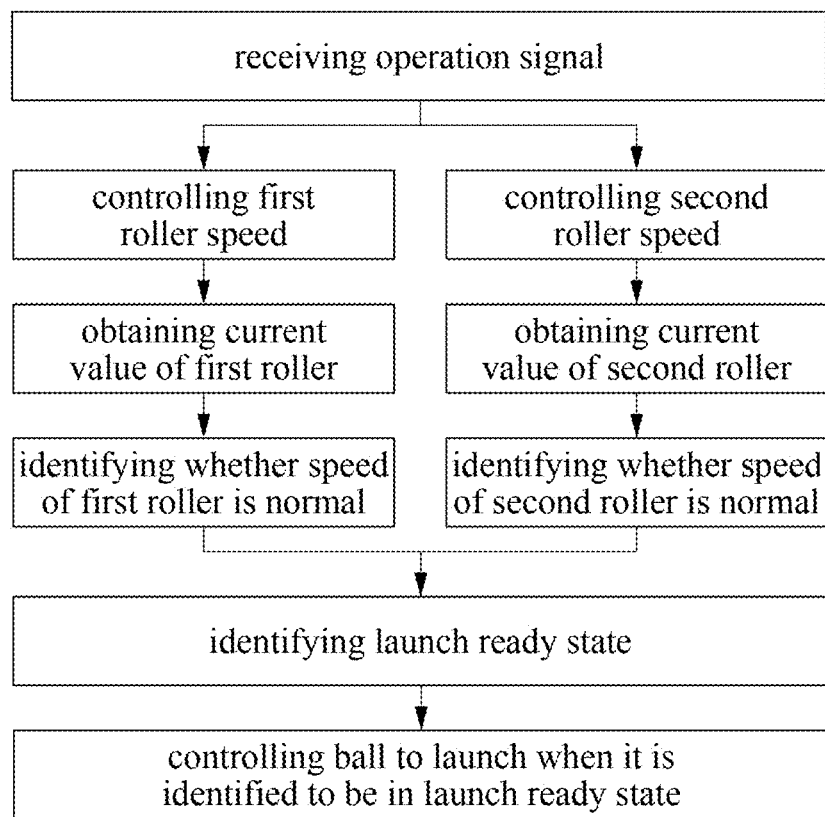 receiving operation signal
controlling first
roller speed
controlling second
roller speed
obtaining current
value of first roller
obtaining current
value of second roller
identifying whether speed
of first roller is normal
identifying whether speed
of second roller is normal
identifying launch ready state
controlling ball to launch when it is
identified to be in launch ready state